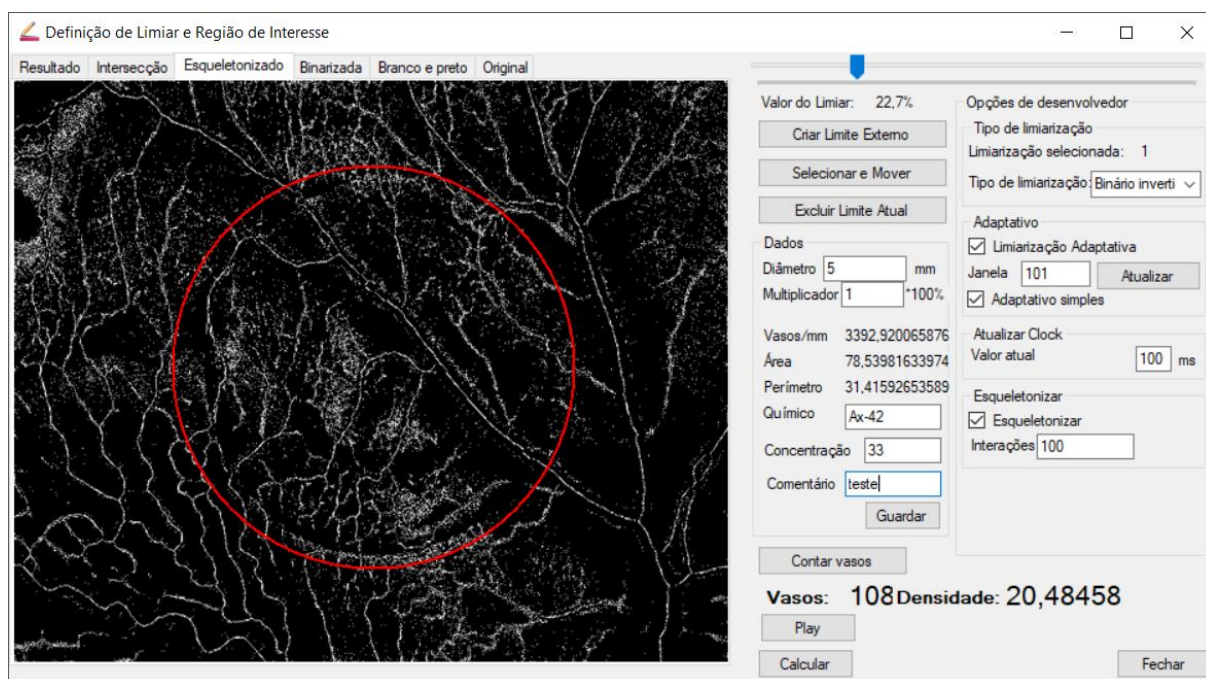 Definição de Limiar e Região de Interesse
Resultado Intersecção Esqueletonizado Binarizada Branco e preto Original
Valor do Limiar: 22,7%
Criar Limite Externo
Selecionar e Mover
Excluir Limite Atual
Dados
Diâmetro 5 mm
Multiplicador 1 *100%
Vasos/mm 3392,920065876
Área 78,53981633974
Perímetro 31,41592653589
Químico Ax-42
Concentração 33
Comentário teste
Guardar
Contar vasos
Vasos: 108 Densidade: 20,48458
Play
Calcular
Opções de desenvolvedor
Tipo de limiarização
Limiarização selecionada: 1
Tipo de limiarização: Binário inverti
Adaptativo
Limiarização Adaptativa
Janela 101 Atualizar
Adaptativo simples
Atualizar Clock
Valor atual 100 ms
Esqueletonizar
Esqueletonizar
Interações 100
Fechar